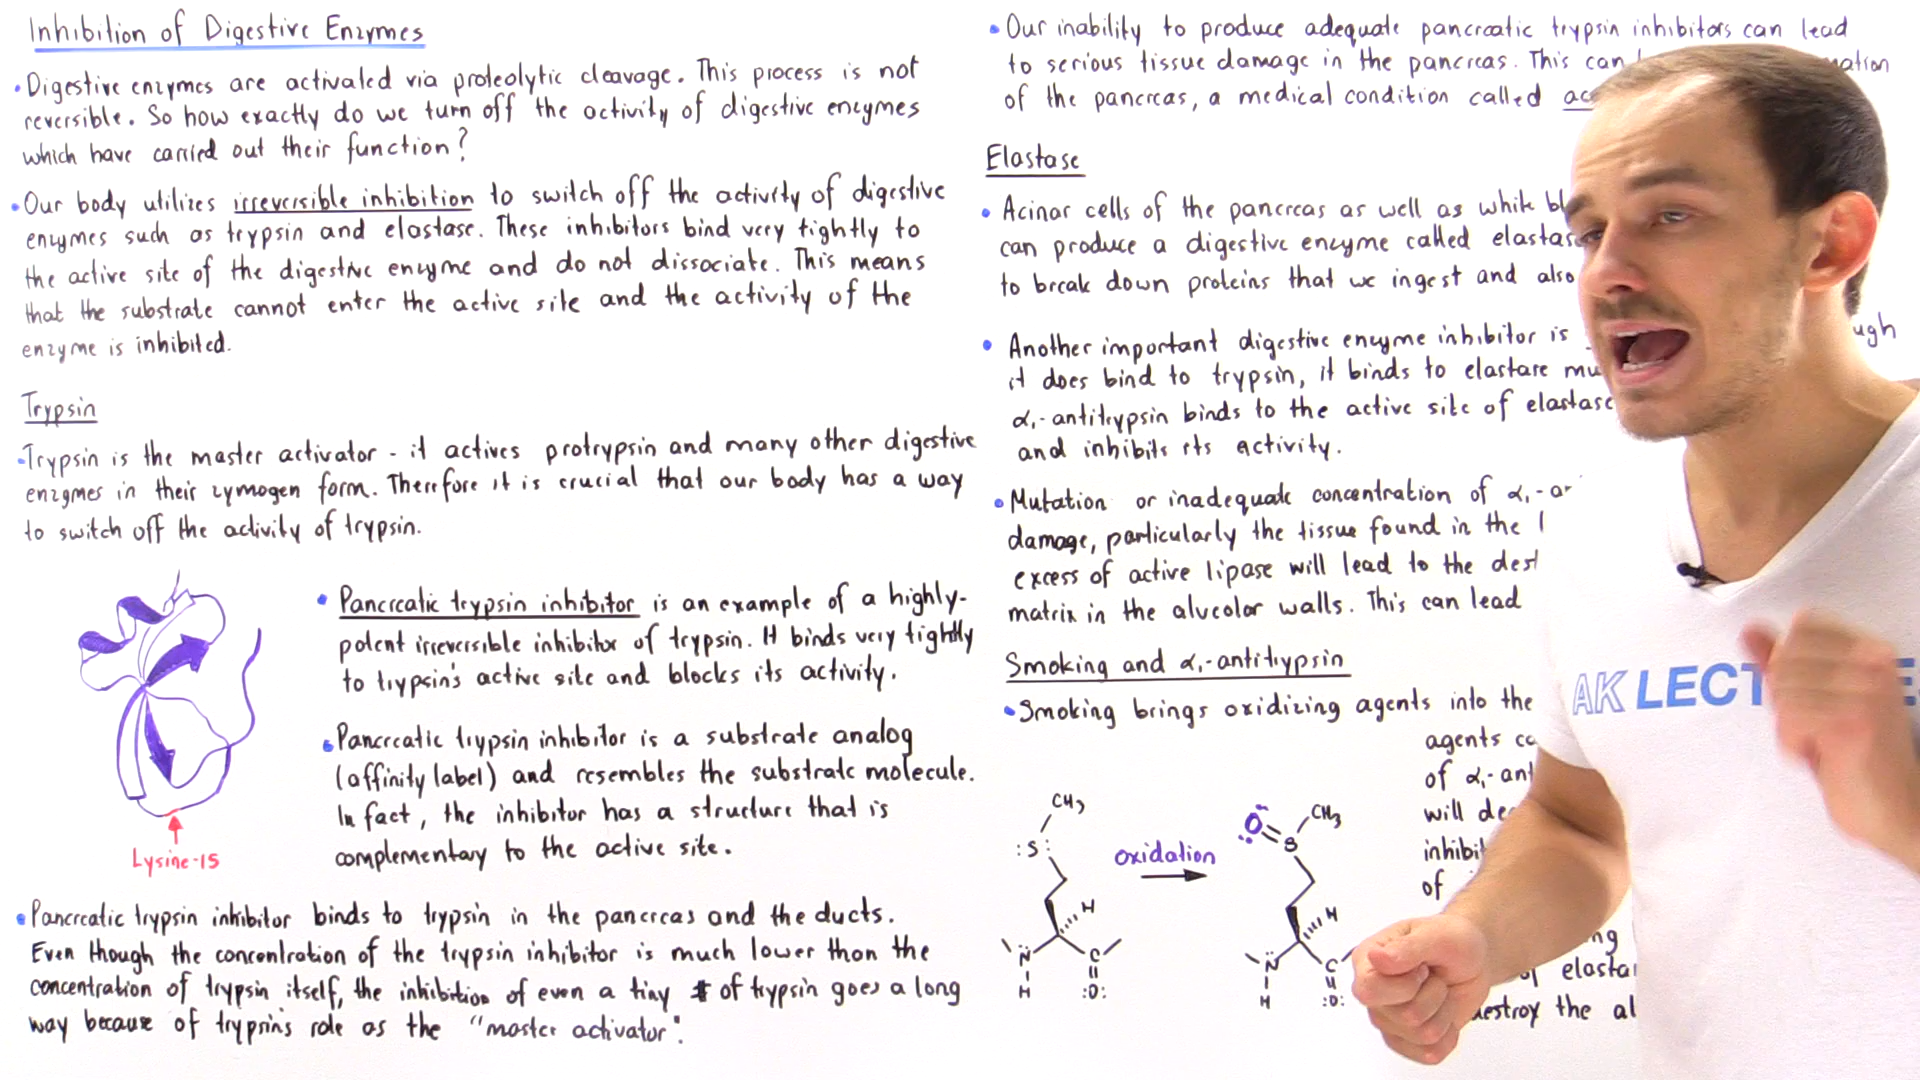 Inhibition of Digestive Enzymes
• Digestive enzymes are activated via proteolytic cleavage. This process is not
reversible. So how exactly do we turn off the activity of digestive enzymes
which have carried out their function?
• Our body utilizes irreversible inhibition to switch off the activity of digestive
enzymes such as trypsin and elastase. These inhibitors bind very tightly to
the active site of the digestive enzyme and do not dissociate. This means
that the substrate cannot enter the active site and the activity of the
enzyme is inhibited.
Trypsin
• Trypsin is the master activator - it actives protrypsin and many other digestive
enzymes in their zymogen form. Therefore it is crucial that our body has a way
to switch off the activity of trypsin.
Lysine-15
• Pancreatic trypsin inhibitor is an example of a highly-
potent irreversible inhibitor of trypsin. It binds very tightly
to trypsin's active site and blocks its activity.
• Pancreatic trypsin inhibitor is a substrate analog
(affinity label) and resembles the substrate molecule.
In fact, the inhibitor has a structure that is
complementary to the active site.
• Pancreatic trypsin inhibitor binds to trypsin in the pancreas and the ducts.
Even though the concentration of the trypsin inhibitor is much lower than the
concentration of trypsin itself, the inhibition of even a tiny # of trypsin goes a long
way because of trypsin's role as the "master activator".
• Our inability to produce adequate pancreatic trypsin inhibitors can lead
to serious tissue damage in the pancreas. This can
of the pancreas, a medical condition called
Elastase
• Acinar cells of the pancreas as well as white
can produce a digestive enzyme called
to break down proteins that we ingest and also
• Another important digestive enzyme inhibitor is
it does bind to trypsin, it binds to elastase
α₁-antitrypsin binds to the active site of elastase
and inhibits its activity.
• Mutation or inadequate concentration of α₁-
damage, particularly the tissue found in the
excess of active lipase will lead to the
matrix in the alveolar walls. This can lead
Smoking and α₁-antitrypsin
• Smoking brings oxidizing agents into the
agents
of α₁-
will
of
elasta
destroy the al
CH₃
:S:
H
N
H
C
:O:
oxidation
O
S
CH₃
H
N
H
C
:O:
AK LECT